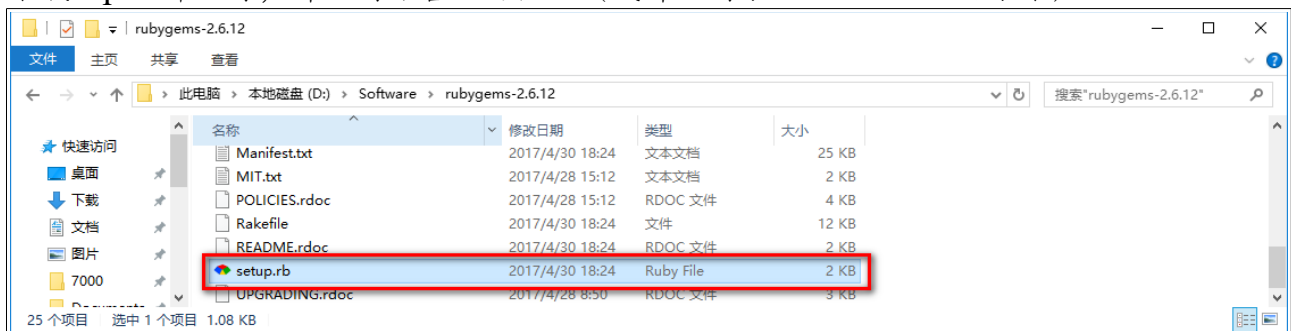 rubygems-2.6.12
文件 主页 共享 查看
此电脑 › 本地磁盘 (D:) › Software › rubygems-2.6.12 搜索"rubygems-2.6.12"
名称 修改日期 类型 大小
快速访问
桌面
下载
文档
图片
7000
Manifest.txt 2017/4/30 18:24 文本文档 25 KB
MIT.txt 2017/4/28 15:12 文本文档 2 KB
POLICIES.rdoc 2017/4/28 15:12 RDOC 文件 4 KB
Rakefile 2017/4/30 18:24 文件 12 KB
README.rdoc 2017/4/30 18:24 RDOC 文件 2 KB
setup.rb 2017/4/30 18:24 Ruby File 2 KB
UPGRADING.rdoc 2017/4/28 8:50 RDOC 文件 3 KB
25 个项目 选中 1 个项目 1.08 KB